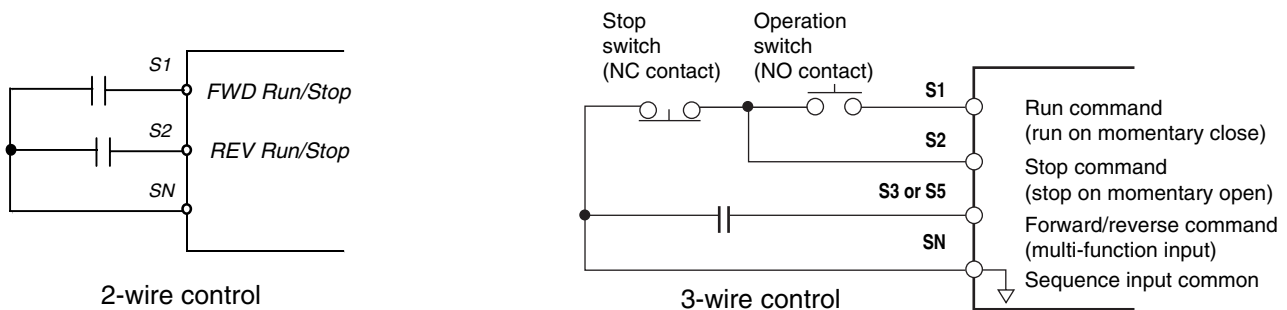 S1
FWD Run/Stop
S2
REV Run/Stop
SN
2-wire control
Stop
switch
(NC contact)
Operation
switch
(NO contact)
S1
Run command
(run on momentary close)
S2
Stop command
(stop on momentary open)
S3 or S5
Forward/reverse command
(multi-function input)
SN
Sequence input common
3-wire control